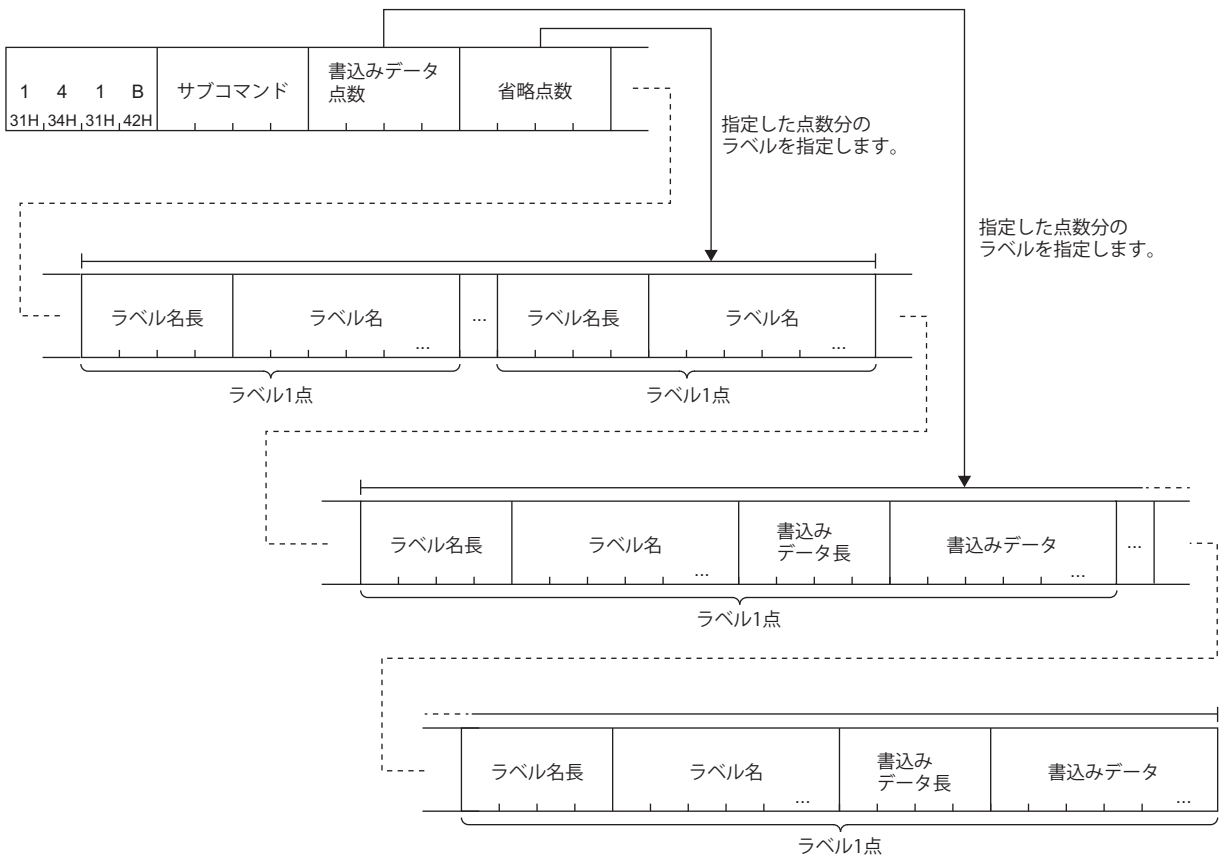 1 4 1 B
31H 34H 31H 42H
サブコマンド
書込みデータ
点数
省略点数
指定した点数分の
ラベルを指定します。
指定した点数分の
ラベルを指定します。
ラベル名長
ラベル名
...
...
ラベル名長
ラベル名
...
ラベル1点
ラベル1点
ラベル名長
ラベル名
...
書込み
データ長
書込みデータ
...
...
ラベル1点
ラベル名長
ラベル名
...
書込み
データ長
書込みデータ
...
ラベル1点